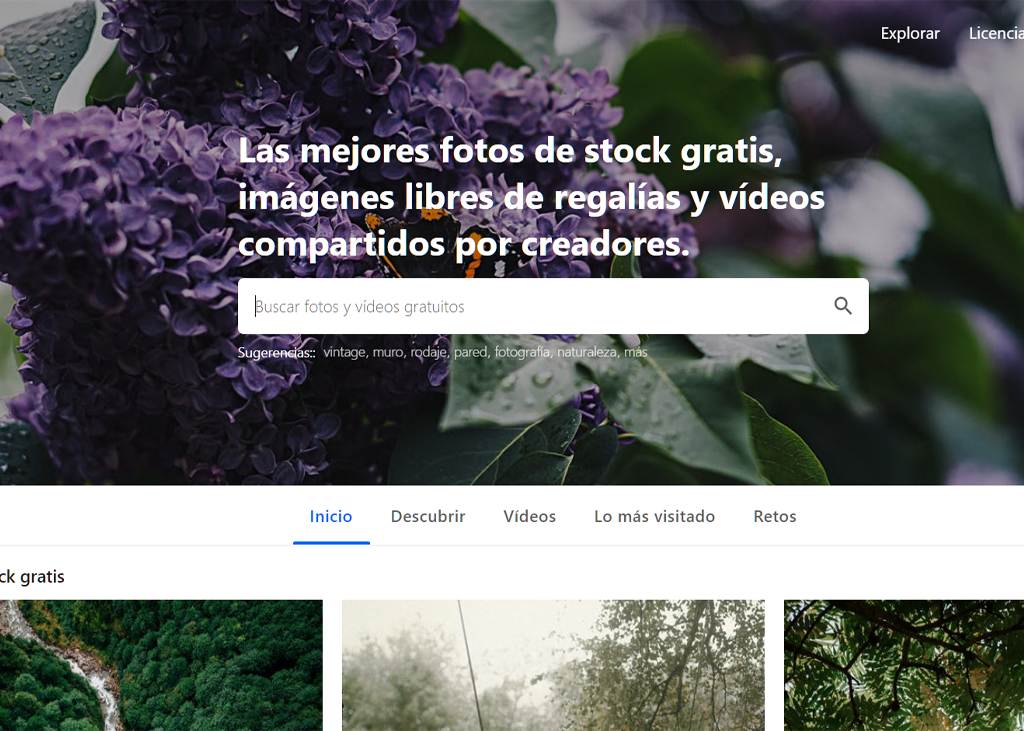 Explorar
Licencia
Las mejores fotos de stock gratis,
imágenes libres de regalías y vídeos
compartidos por creadores.
Buscar fotos y vídeos gratuitos
Sugerencias:: vintage, muro, rodaje, pared, fotografía, naturaleza, más
Inicio
Descubrir
Vídeos
Lo más visitado
Retos
ck gratis